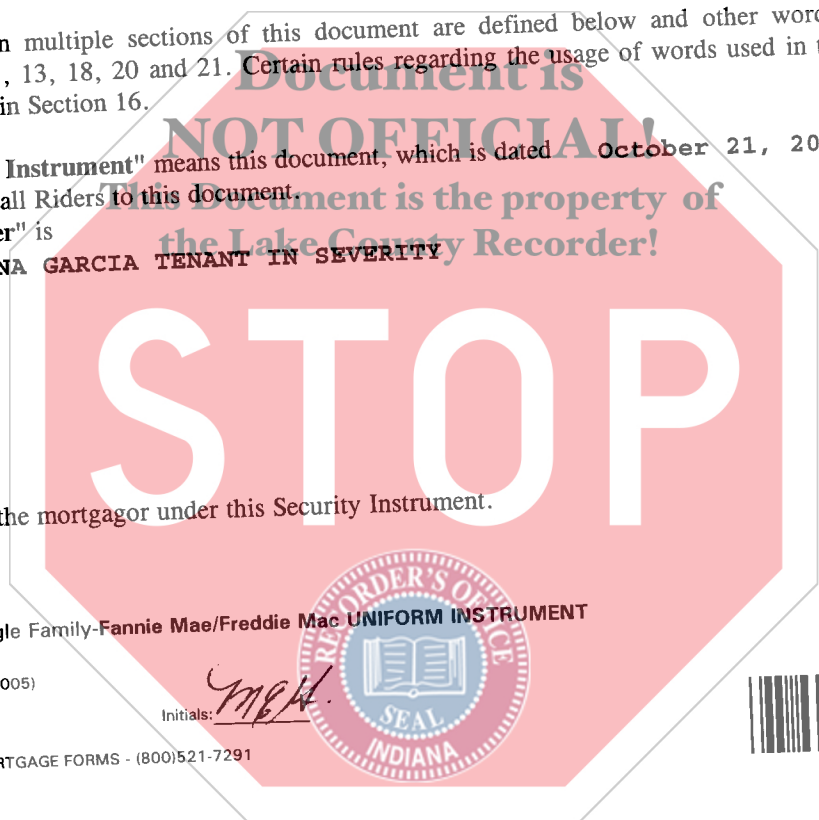 n multiple sections of this document are defined below and other word
, 13, 18, 20 and 21. Certain rules regarding the usage of words used in t
in Section 16.
Document is
NOT OFFICIAL!
This Document is the property of
the Lake County Recorder!
Instrument" means this document, which is dated October 21, 20
all Riders to this document.
er" is
NA GARCIA TENANT IN SEVERITY
STOP
the mortgagor under this Security Instrument.
gle Family-Fannie Mae/Freddie Mac UNIFORM INSTRUMENT
005)
Initials: MEH.
RTGAGE FORMS - (800)521-7291
RECORDER'S OFFICE
SEAL
INDIANA